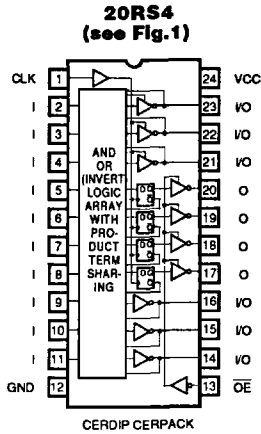 20RS4
(see Fig.1)
CLK 1 24 VCC
I 2 23 I/O
I 3 22 I/O
I 4 21 I/O
I 5 20 O
I 6 19 O
I 7 18 O
I 8 17 O
I 9 16 I/O
I 10 15 I/O
I 11 14 I/O
GND 12 13 OE
AND
OR
(INVERT)
LOGIC
ARRAY
WITH
PRO-
DUCT
TERM
SHAR-
ING
CERDIP CERPACK